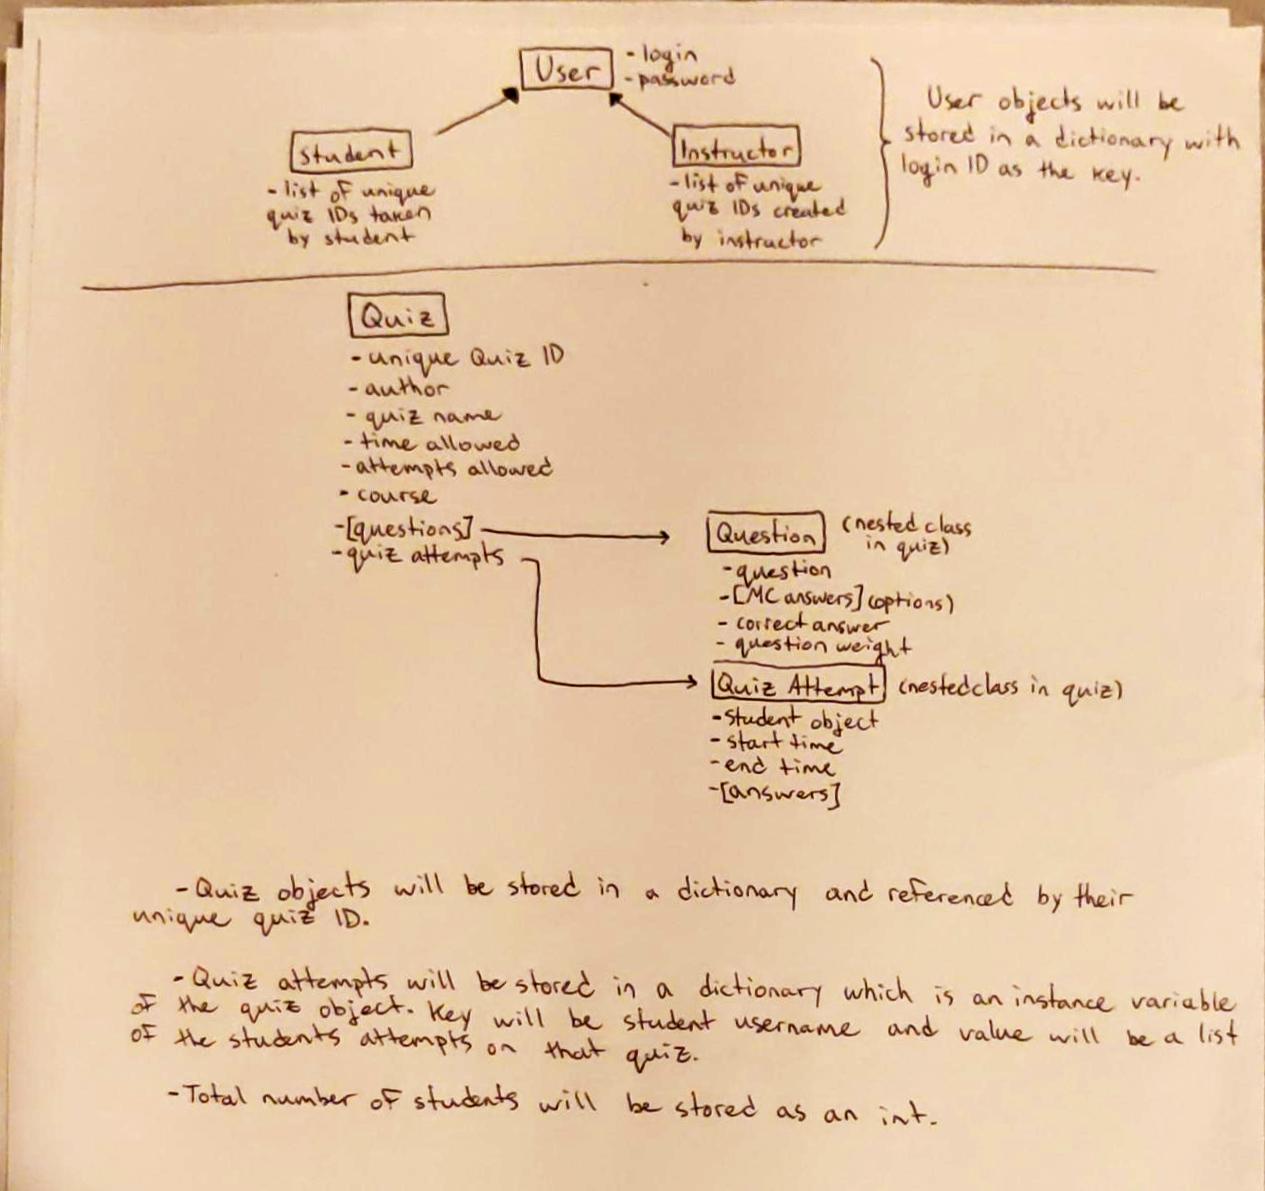 User
- login
- password
Student
- list of unique
quiz IDs taken
by student
Instructor
- list of unique
quiz IDs created
by instructor
User objects will be
stored in a dictionary with
login ID as the key.
Quiz
- unique Quiz ID
- author
- quiz name
- time allowed
- attempts allowed
- course
- [questions]
- quiz attempts
Question (nested class
in quiz)
- question
- [MC answers] (options)
- correct answer
- question weight
Quiz Attempt (nested class in quiz)
- student object
- start time
- end time
- [answers]
- Quiz objects will be stored in a dictionary and referenced by their
unique quiz ID.
- Quiz attempts will be stored in a dictionary which is an instance variable
of the quiz object. Key will be student username and value will be a list
of the students attempts on that quiz.
- Total number of students will be stored as an int.